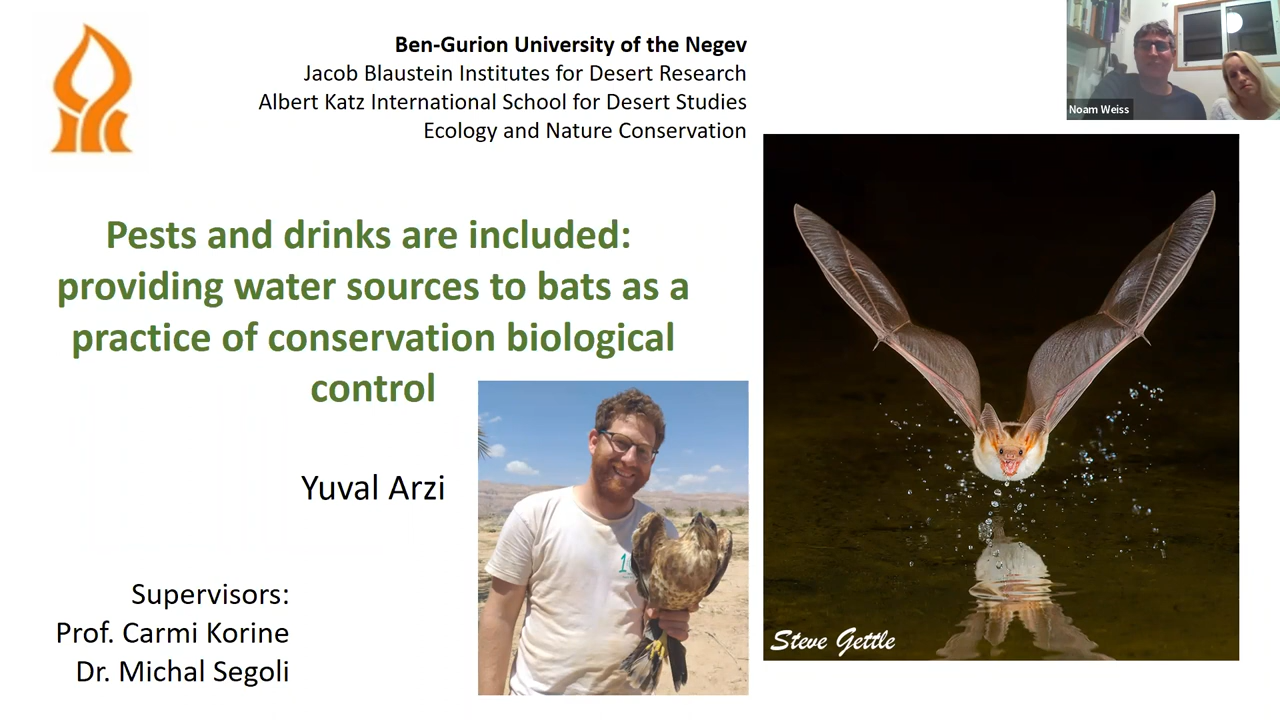 Ben-Gurion University of the Negev
Jacob Blaustein Institutes for Desert Research
Albert Katz International School for Desert Studies
Ecology and Nature Conservation
Noam Weiss
Pests and drinks are included:
providing water sources to bats as a
practice of conservation biological
control
Yuval Arzi
Supervisors:
Prof. Carmi Korine
Dr. Michal Segoli
Steve Gettle